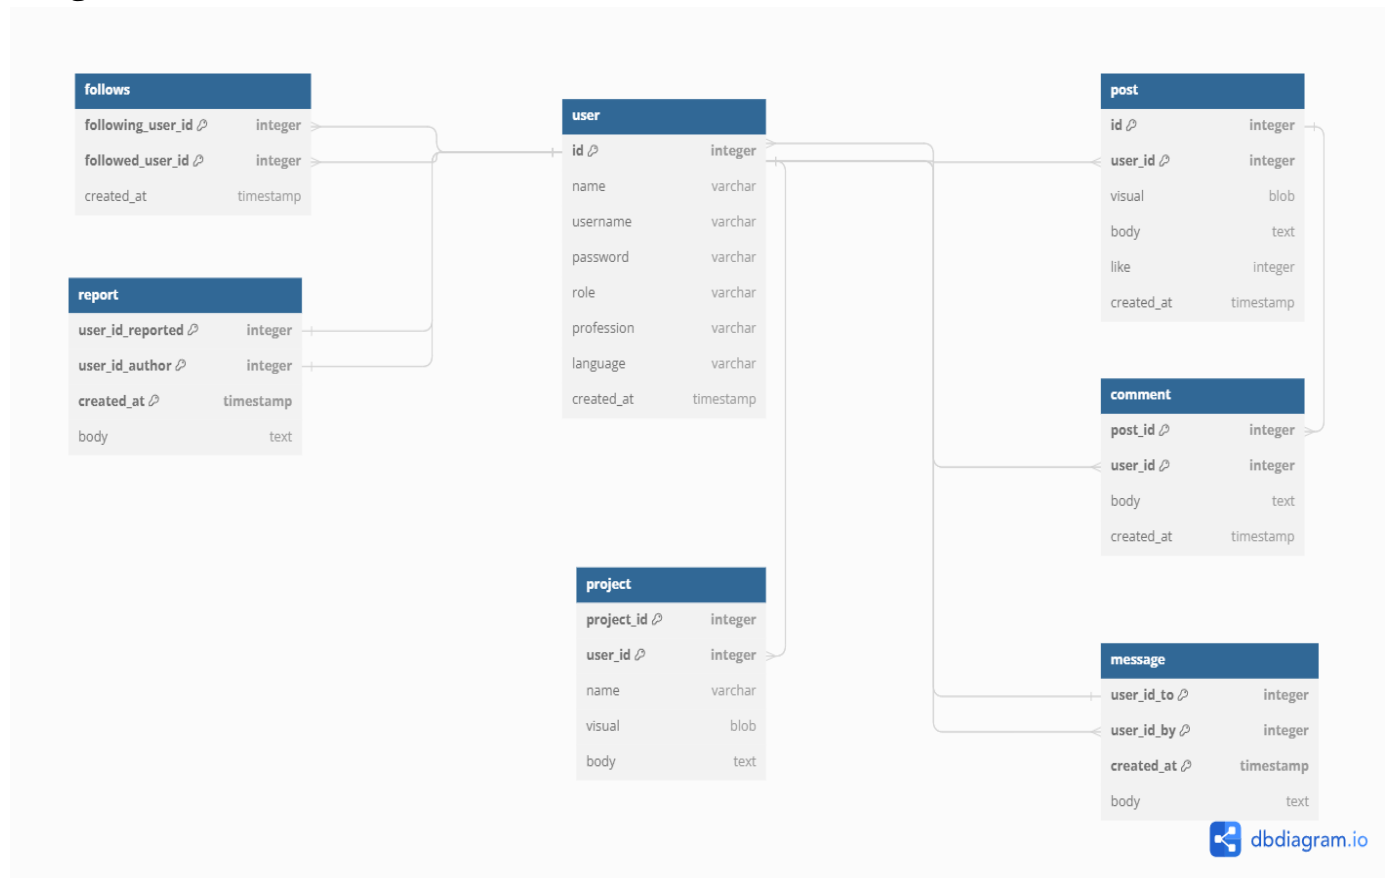 follows
following_user_id integer
followed_user_id integer
created_at timestamp
report
user_id_reported integer
user_id_author integer
created_at timestamp
body text
user
id integer
name varchar
username varchar
password varchar
role varchar
profession varchar
language varchar
created_at timestamp
project
project_id integer
user_id integer
name varchar
visual blob
body text
post
id integer
user_id integer
visual blob
body text
like integer
created_at timestamp
comment
post_id integer
user_id integer
body text
created_at timestamp
message
user_id_to integer
user_id_by integer
created_at timestamp
body text
dbdiagram.io